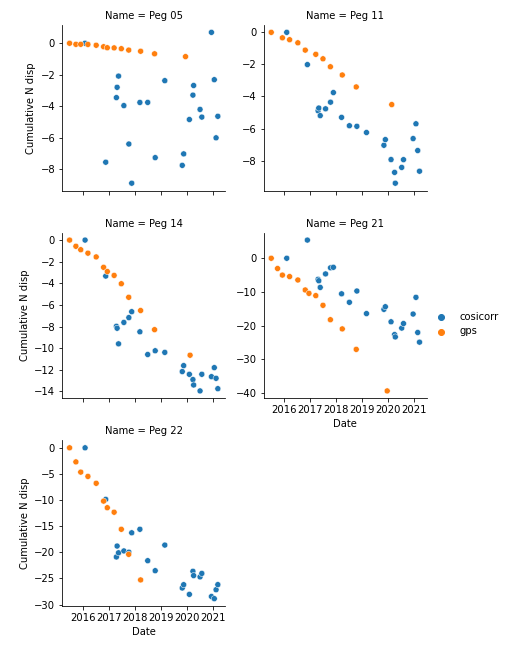 Name = Peg 05
Name = Peg 11
Cumulative N disp
0
−2
−4
−6
−8
0
−2
−4
−6
−8
Name = Peg 14
Name = Peg 21
Cumulative N disp
0
−2
−4
−6
−8
−10
−12
−14
0
−10
−20
−30
−40
2016 2017 2018 2019 2020 2021
Date
cosicorr
gps
Name = Peg 22
Cumulative N disp
0
−5
−10
−15
−20
−25
−30
2016 2017 2018 2019 2020 2021
Date